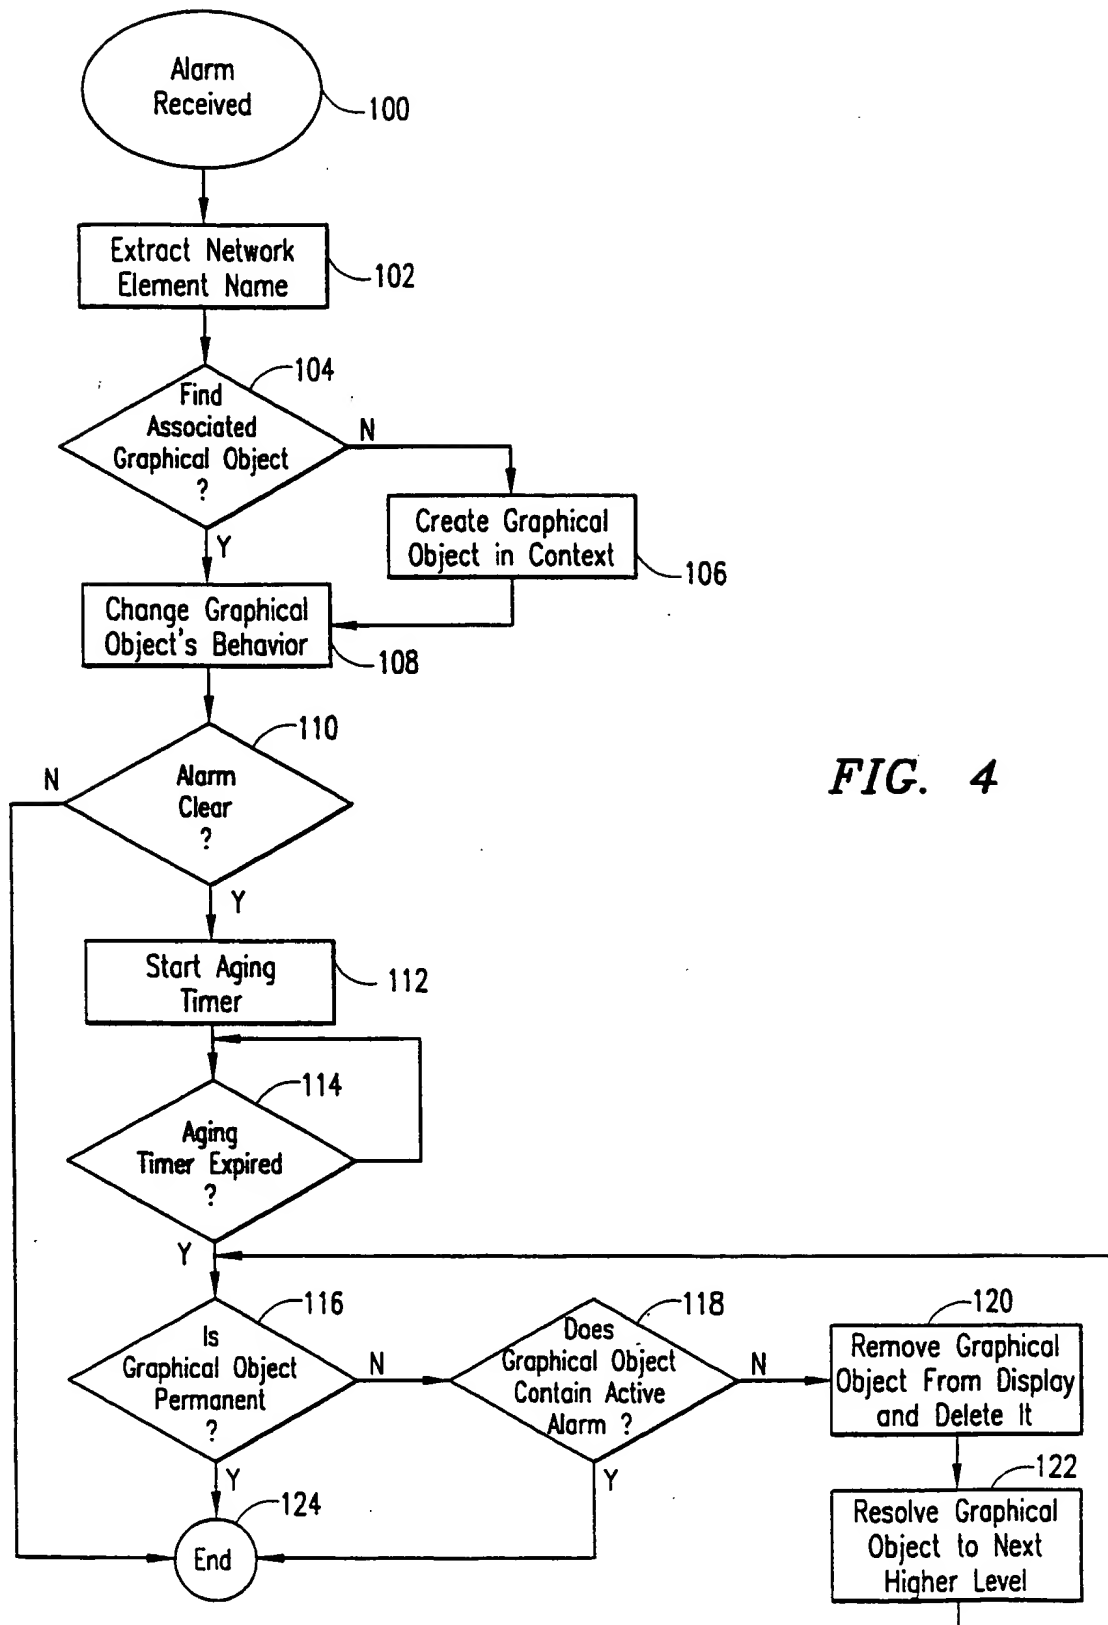 Alarm
Received
100
Extract Network
Element Name
102
104
Find
Associated
Graphical Object
?
N
Y
Create Graphical
Object in Context
106
Change Graphical
Object's Behavior
108
110
N
Alarm
Clear
?
Y
FIG. 4
Start Aging
Timer
112
114
Aging
Timer Expired
?
Y
116
Is
Graphical Object
Permanent
?
N
Y
118
Does
Graphical Object
Contain Active
Alarm ?
N
Y
120
Remove Graphical
Object From Display
and Delete It
122
Resolve Graphical
Object to Next
Higher Level
124
End